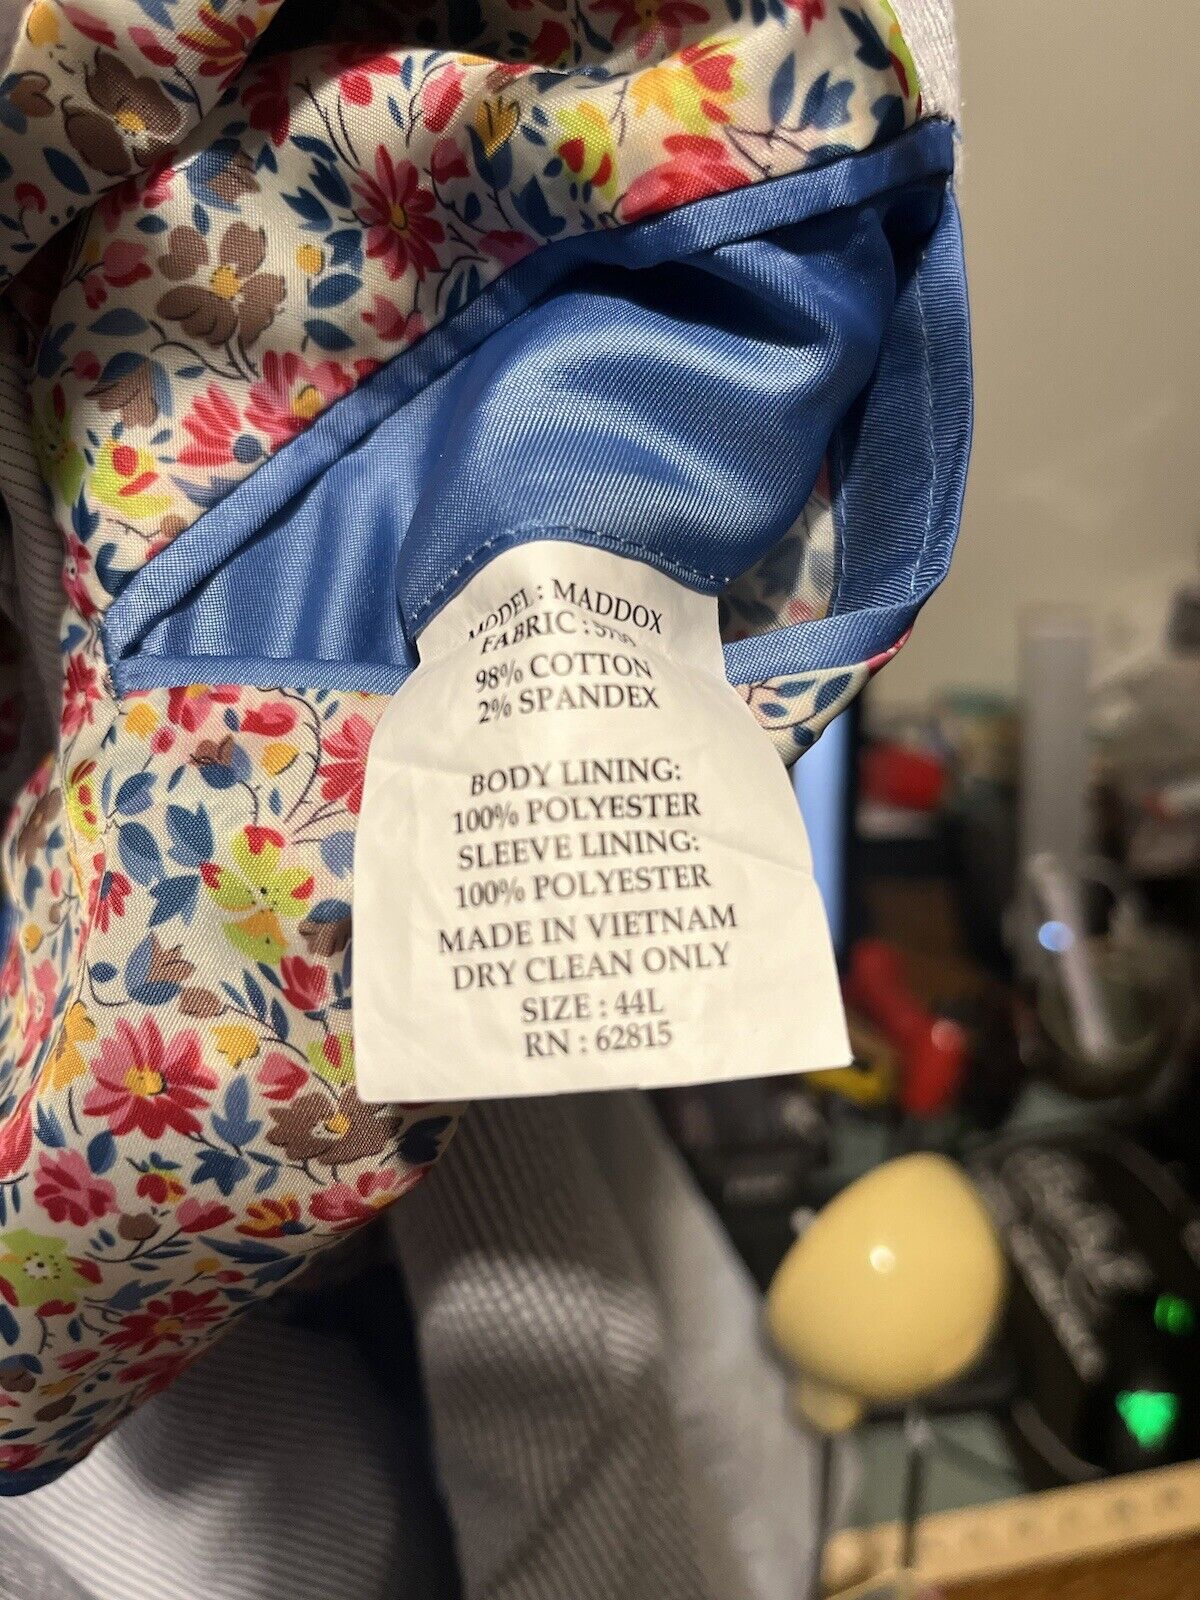 MODEL : MADDOX
FABRIC :
98% COTTON
2% SPANDEX
BODY LINING:
100% POLYESTER
SLEEVE LINING:
100% POLYESTER
MADE IN VIETNAM
DRY CLEAN ONLY
SIZE : 44L
RN : 62815